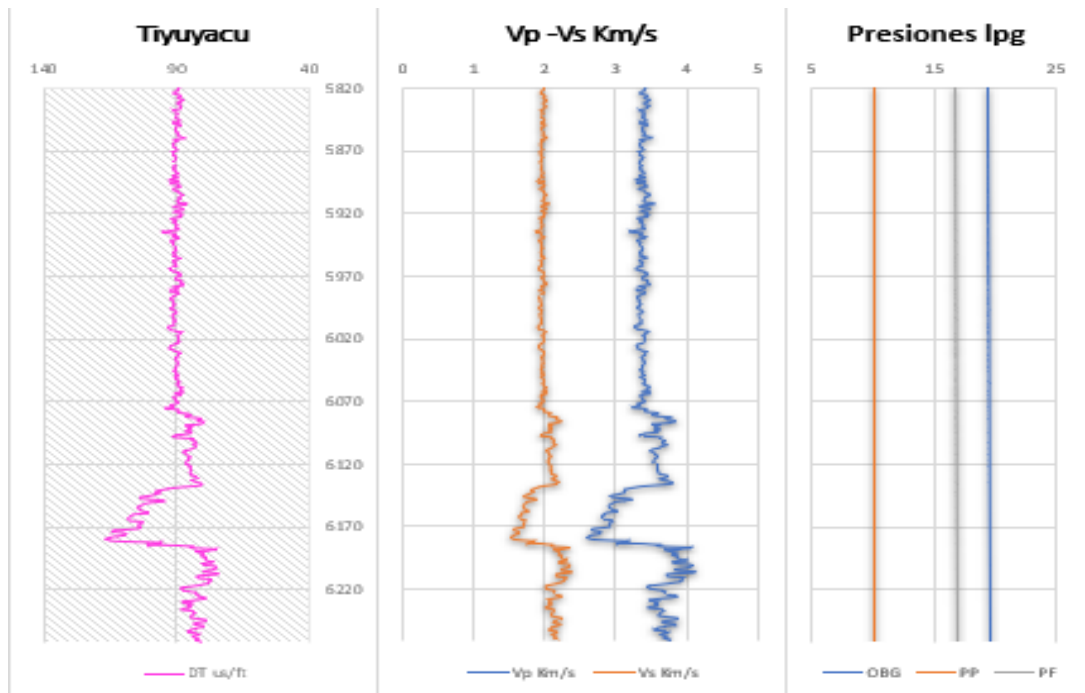 Tiyuyacu
140 90 40
5820
5870
5920
5970
6020
6070
6120
6170
6220
DT us/ft
Vp -Vs Km/s
0 1 2 3 4 5
Vp Km/s Vs Km/s
Presiones lpg
5 15 25
OBG PP PF